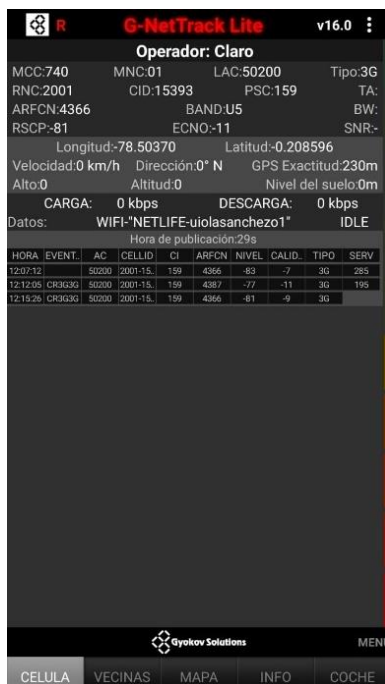 R G-NetTrack Lite v16.0
Operador: Claro
MCC:740 MNC:01 LAC:50200 Tipo:3G
RNC:2001 CID:15393 PSC:159 TA:
ARFCN:4366 BAND:U5 BW:
RSCP:-81 ECNO:-11 SNR:-
Longitud:-78.50370 Latitud:-0.208596
Velocidad:0 km/h Dirección:0° N GPS Exactitud:230m
Alto:0 Altitud:0 Nivel del suelo:0m
CARGA: 0 kbps DESCARGA: 0 kbps
Datos: WIFI-"NETLIFE-uiolasanchezo1" IDLE
Hora de publicación:29s
HORA EVENT.. AC CELLID CI ARFCN NIVEL CALID.. TIPO SERV
12:07:12 50200 2001-15.. 159 4366 -83 -7 3G 285
12:12:05 CR3G3G 50200 2001-15.. 159 4387 -77 -11 3G 195
12:15:26 CR3G3G 50200 2001-15.. 159 4366 -81 -9 3G
Gyokov Solutions MENU
CELULA VECINAS MAPA INFO COCHE